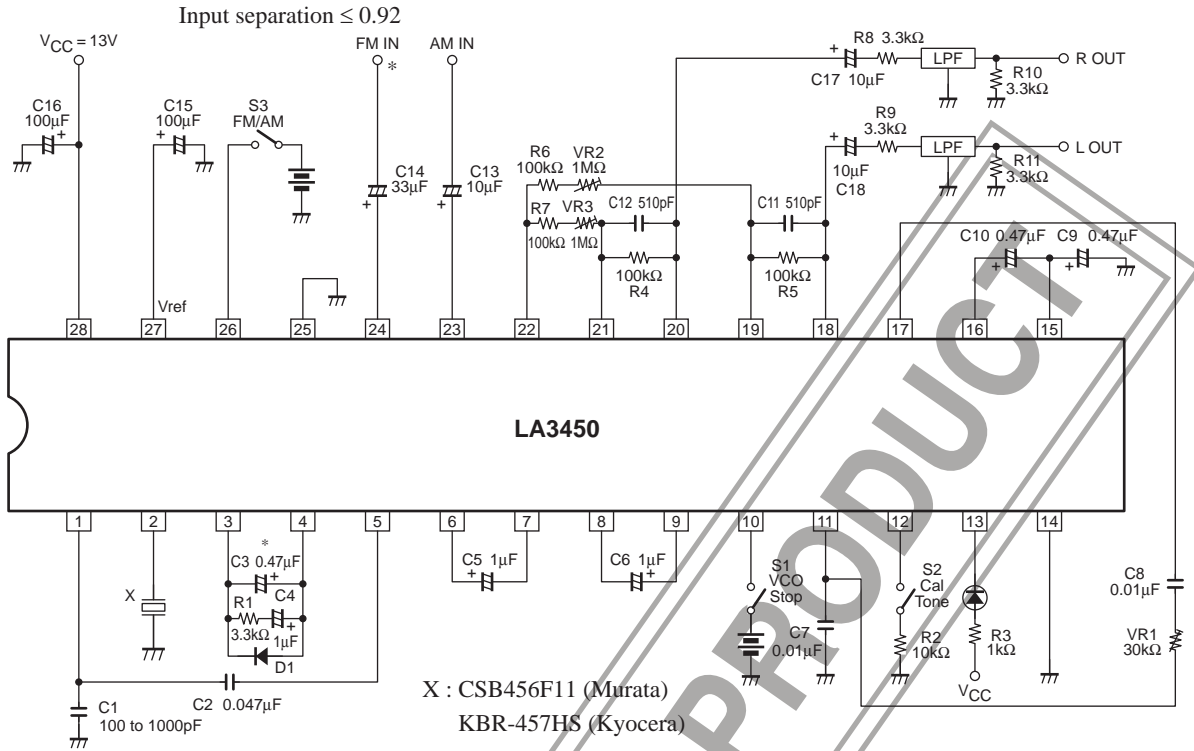 Input separation ≤ 0.92
VCC = 13V
FM IN
*
AM IN
C16
100µF
+
C15
100µF
+
S3
FM/AM
C14
33µF
+
C13
10µF
+
R6
100kΩ
VR2
1MΩ
R7
100kΩ
VR3
1MΩ
C12 510pF
100kΩ
R4
C11 510pF
100kΩ
R5
+
C17 10µF
R8 3.3kΩ
LPF
R10
3.3kΩ
R OUT
+
10µF
C18
R9
3.3kΩ
LPF
R11
3.3kΩ
L OUT
C10 0.47µF
+
C9 0.47µF
+
Vref
28 27 26 25 24 23 22 21 20 19 18 17 16 15
LA3450
1 2 3 4 5 6 7 8 9 10 11 12 13 14
X
*
C3 0.47µF
+
R1
3.3kΩ
C4
+
1µF
D1
C5 1µF
+
C6 1µF
+
S1
VCO
Stop
C7
0.01µF
S2
Cal
Tone
R2
10kΩ
R3
1kΩ
VCC
C8
0.01µF
VR1
30kΩ
C1
100 to 1000pF
C2 0.047µF
X : CSB456F11 (Murata)
KBR-457HS (Kyocera)
PRODUCT